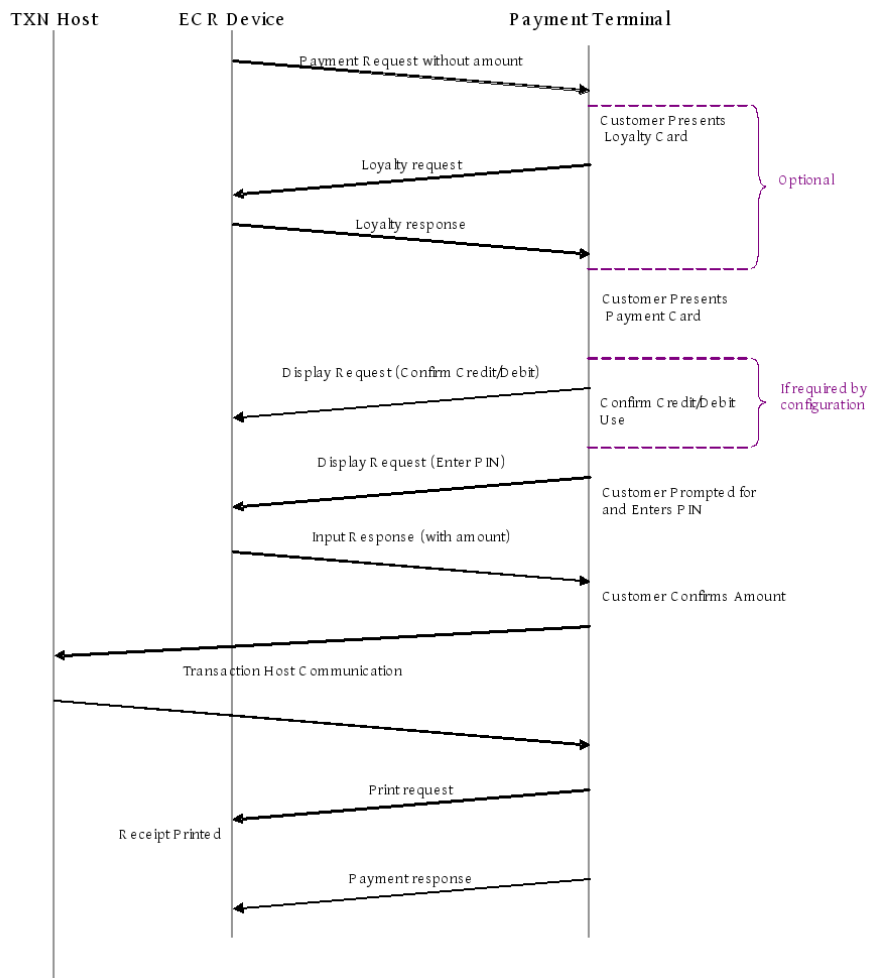 TXN Host ECR Device Payment Terminal
Payment Request without amount
Customer Presents
Loyalty Card
Loyalty request
Optional
Loyalty response
Customer Presents
Payment Card
Display Request (Confirm Credit/Debit)
If required by
configuration
Confirm Credit/Debit
Use
Display Request (Enter PIN)
Customer Prompted for
and Enters PIN
Input Response (with amount)
Customer Confirms Amount
Transaction Host Communication
Print request
Receipt Printed
Payment response